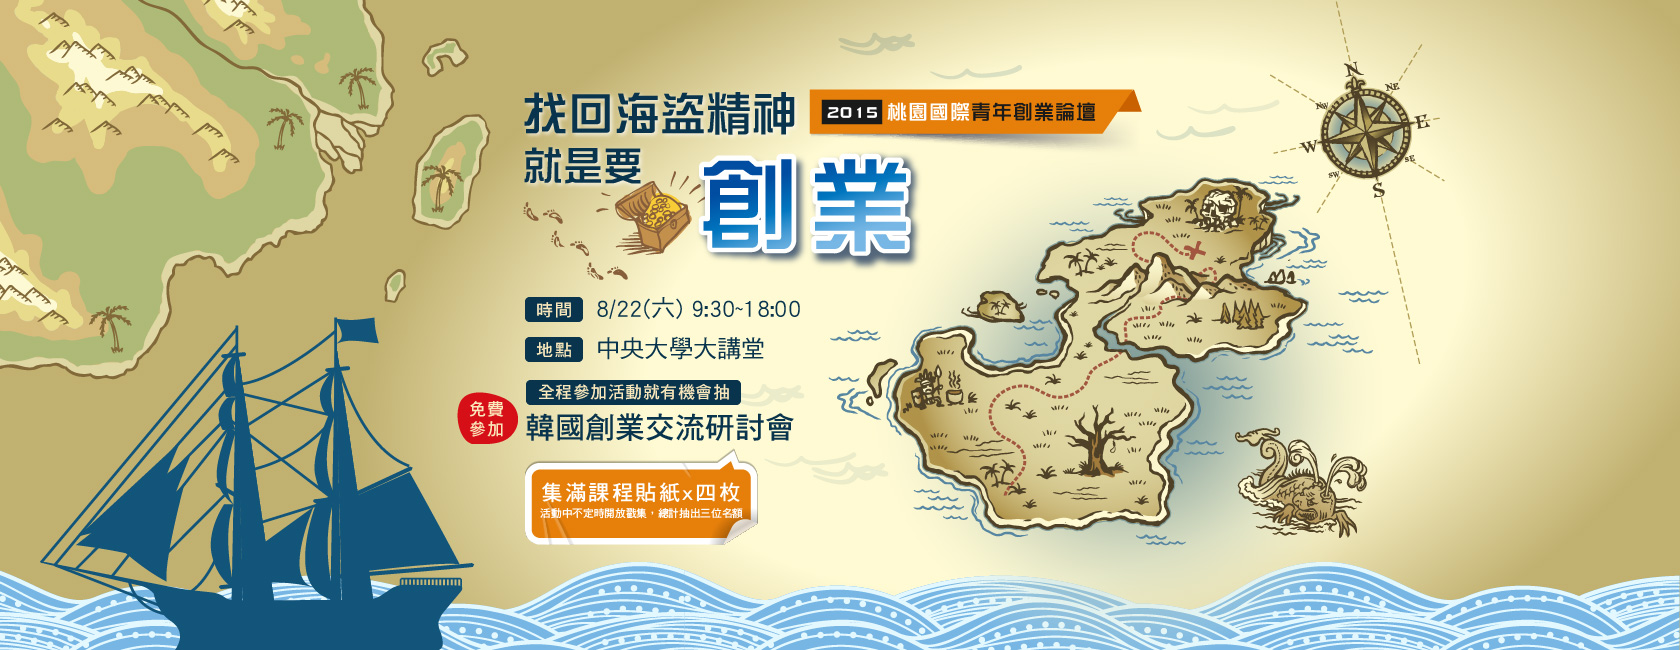 找回海盜精神
2015 桃園國際青年創業論壇
就是要
創業
時間 8/22(六) 9:30~18:00
地點 中央大學大講堂
全程參加活動就有機會抽
免費
參加
韓國創業交流研討會
集滿課程貼紙x四枚
活動中不定時開放戳集，總計抽出三位名額
N
NE
E
SE
S
SW
W
NW